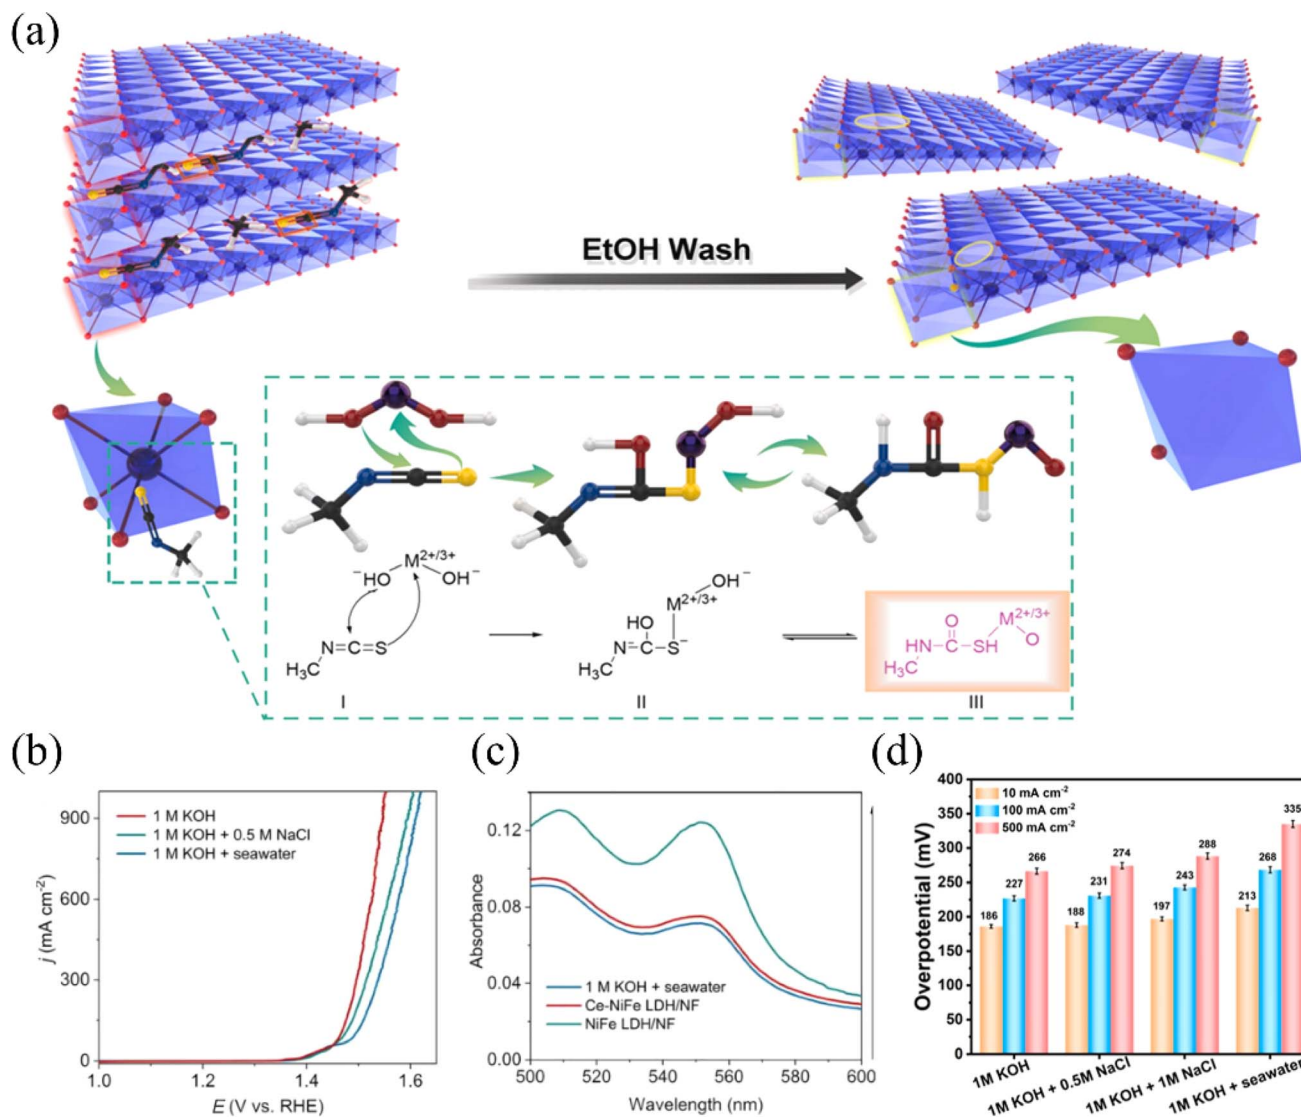 (a)
EtOH Wash
⁻HO M²⁺/³⁺ OH⁻
N=C=S
H₃C
I
OH⁻
M²⁺/³⁺
HO
N=C-S⁻
H₃C
II
O M²⁺/³⁺
HN-C-SH O
H₃C
III
(b)
900
600
300
0
j (mA cm⁻²)
1 M KOH
1 M KOH + 0.5 M NaCl
1 M KOH + seawater
1.0 1.2 1.4 1.6
E (V vs. RHE)
(c)
0.12
0.08
0.04
0.00
Absorbance
1 M KOH + seawater
Ce-NiFe LDH/NF
NiFe LDH/NF
500 520 540 560 580 600
Wavelength (nm)
(d)
400
350
300
250
200
150
100
50
0
Overpotential (mV)
10 mA cm⁻²
100 mA cm⁻²
500 mA cm⁻²
186 227 266
188 231 274
197 243 288
213 268 335
1M KOH
1M KOH + 0.5M NaCl
1M KOH + 1M NaCl
1M KOH + seawater